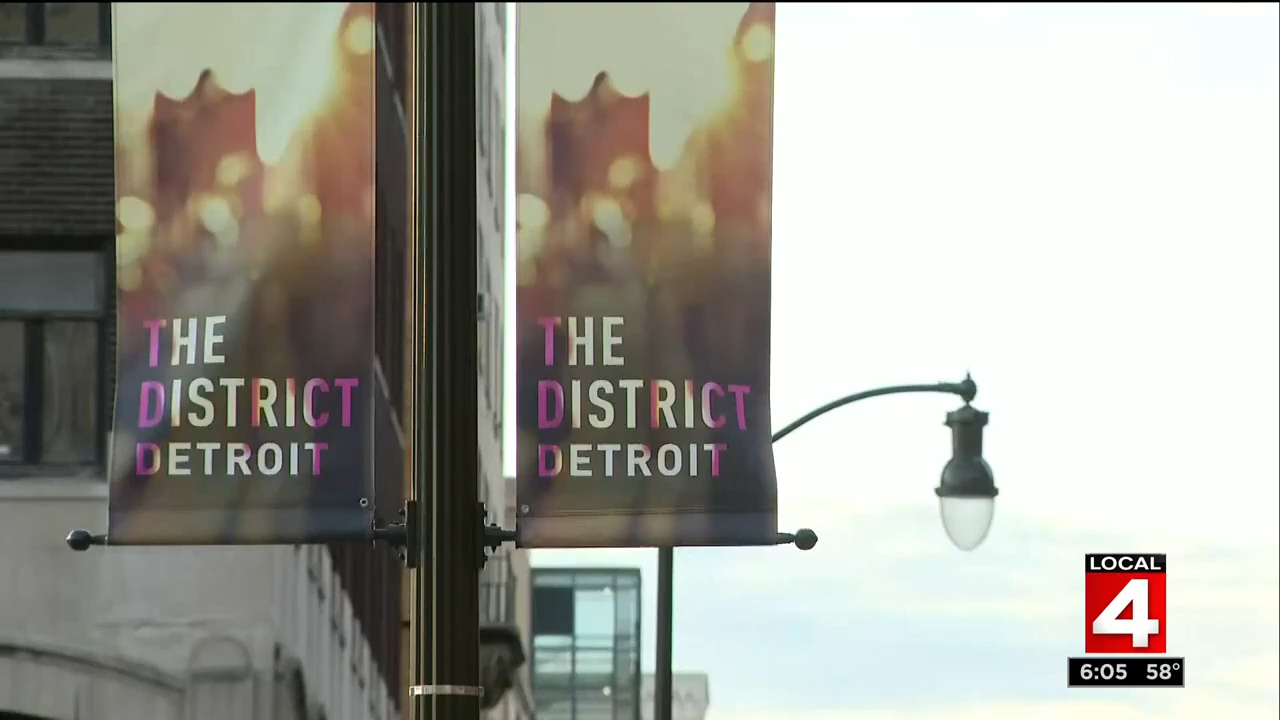 THE
DISTRICT
DETROIT
THE
DISTRICT
DETROIT
LOCAL
4
6:05 58°